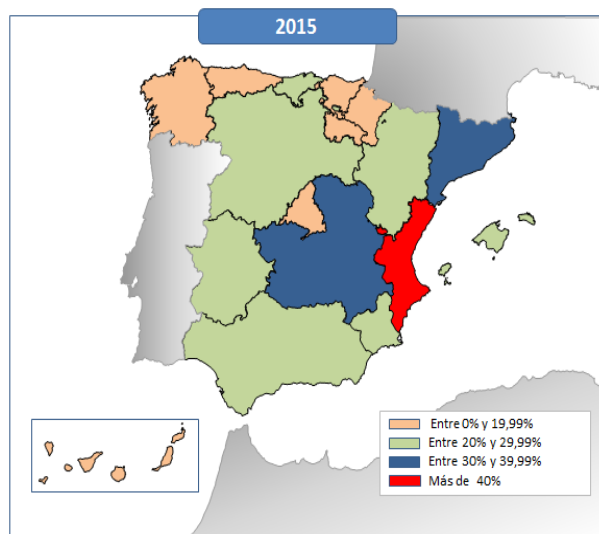 2015
Entre 0% y 19,99%
Entre 20% y 29,99%
Entre 30% y 39,99%
Más de 40%